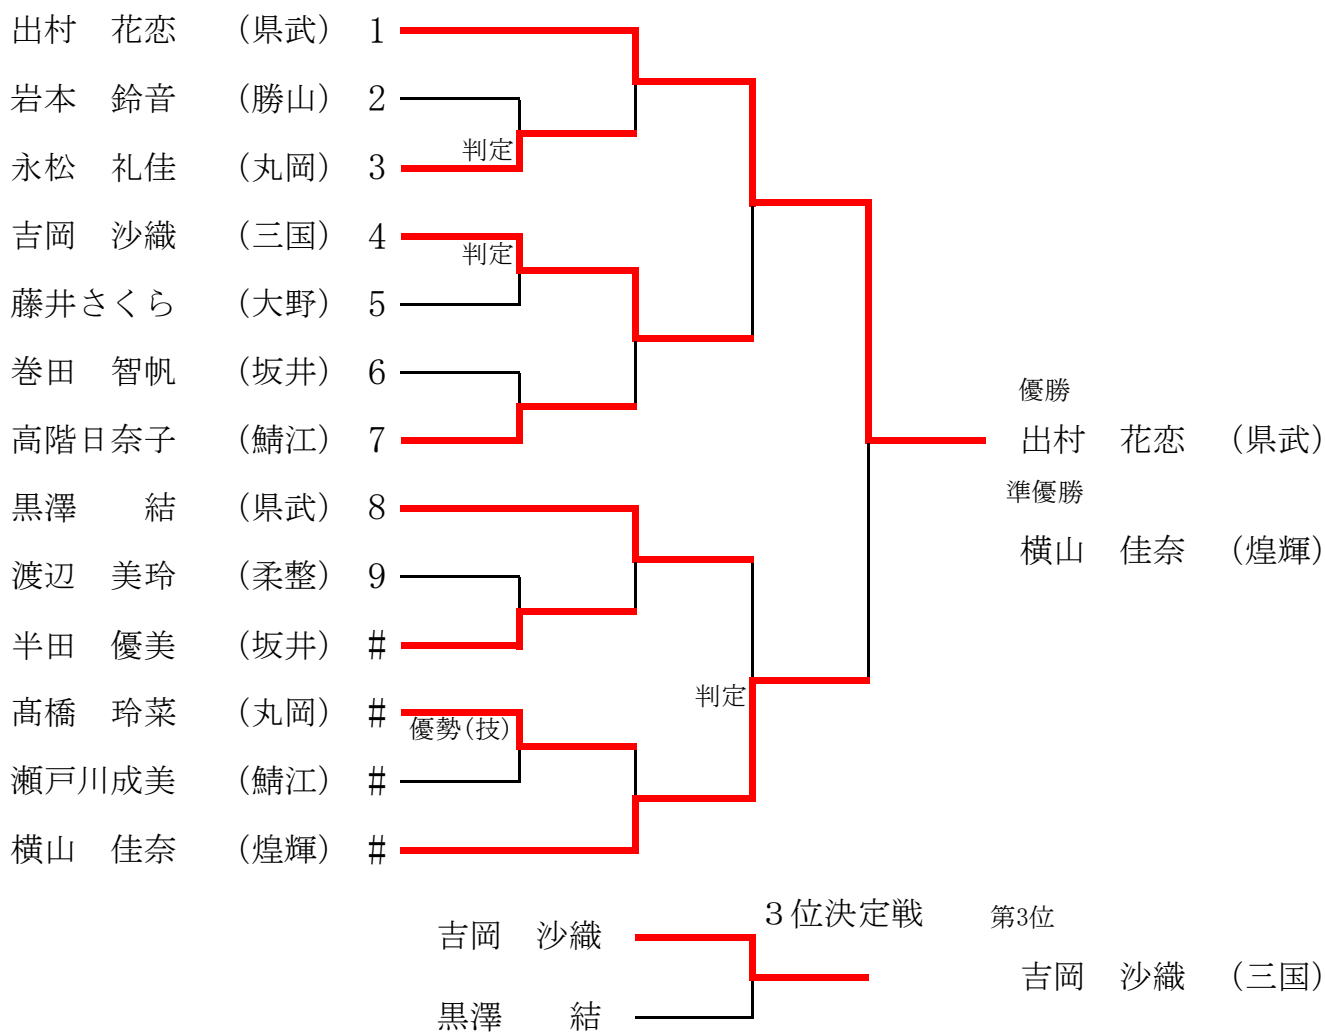 出村　花恋　（県武）　1
岩本　鈴音　（勝山）　2
判定
永松　礼佳　（丸岡）　3
吉岡　沙織　（三国）　4
判定
藤井さくら　（大野）　5
巻田　智帆　（坂井）　6
高階日奈子　（鯖江）　7
黒澤　　結　（県武）　8
渡辺　美玲　（柔整）　9
半田　優美　（坂井）　#
髙橋　玲菜　（丸岡）　#
優勢(技)
瀬戸川成美　（鯖江）　#
横山　佳奈　（煌輝）　#
判定
優勝
出村　花恋　（県武）
準優勝
横山　佳奈　（煌輝）
３位決定戦　第3位
吉岡　沙織
吉岡　沙織　（三国）
黒澤　　結